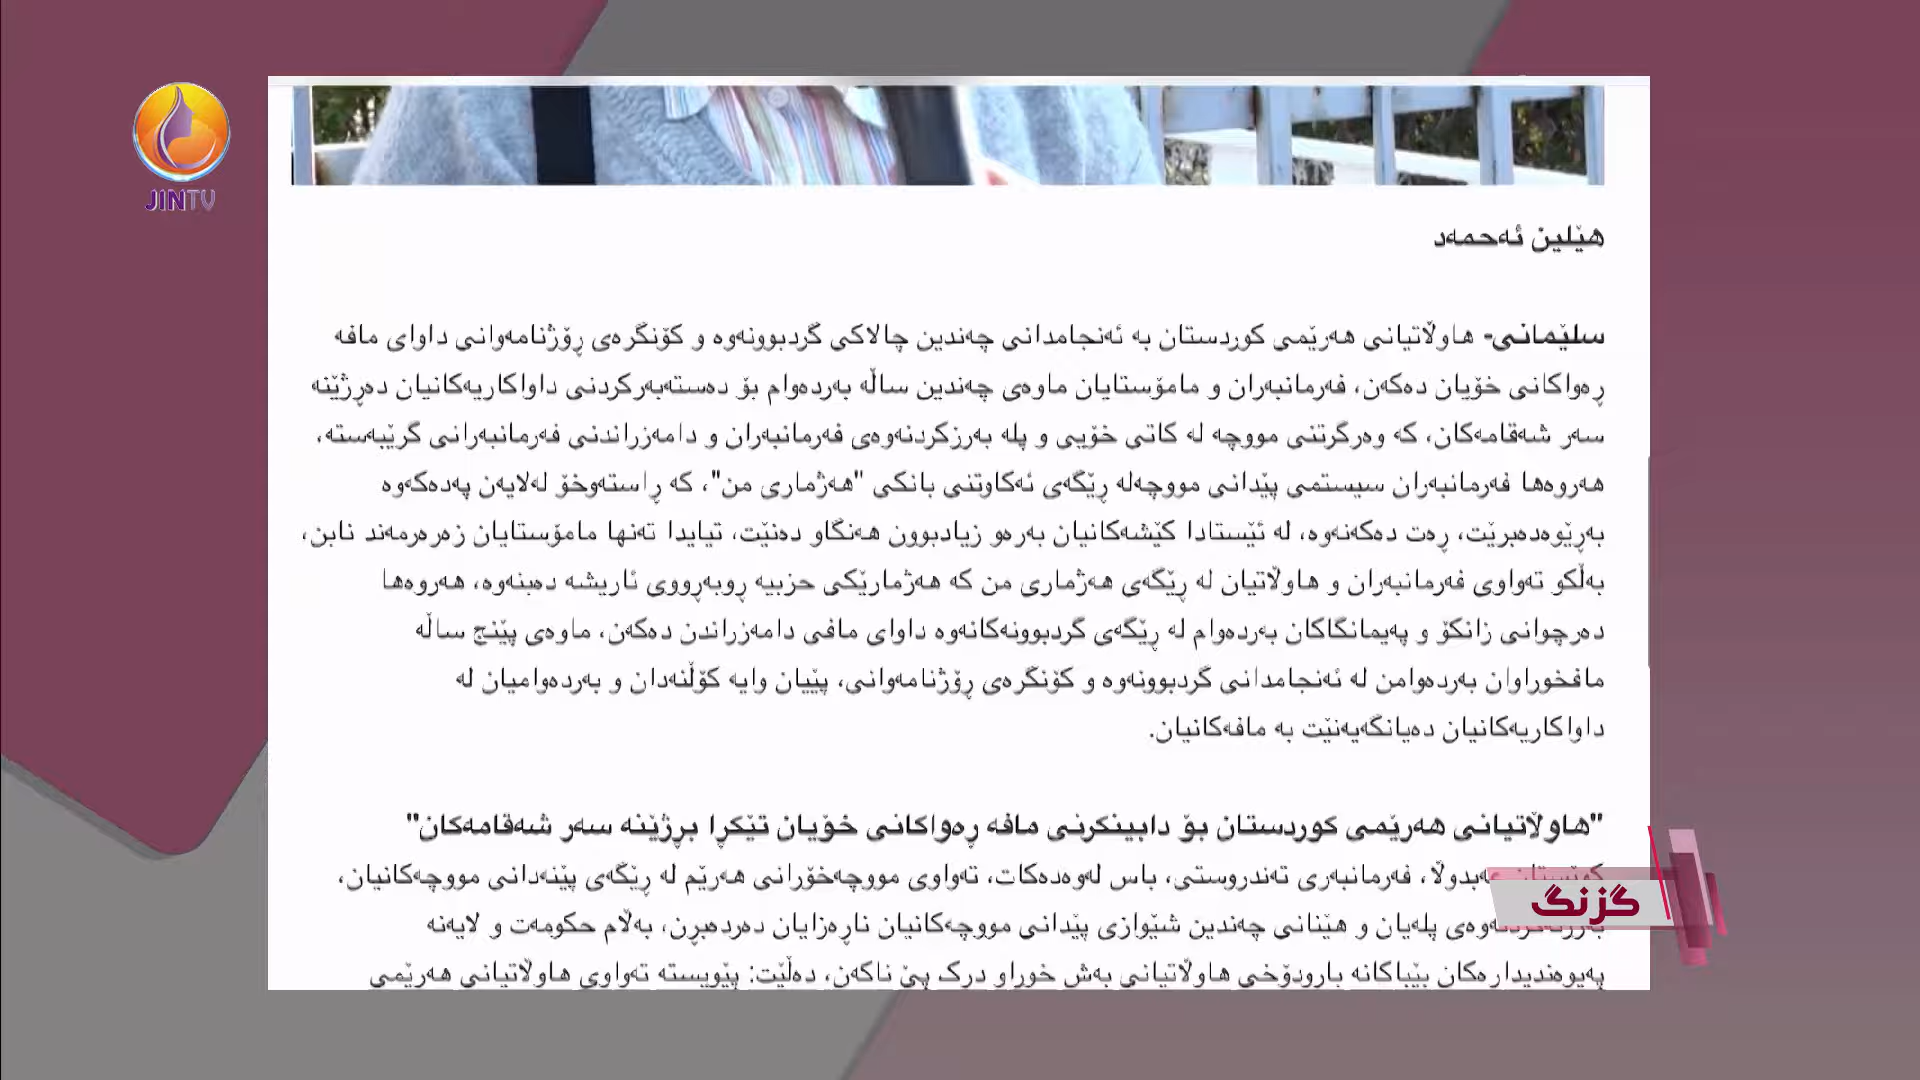 JINTV
هێلین ئەحمەد
سلێمانی- هاوڵاتیانی هەرێمی کوردستان بە ئەنجامدانی چەندین چالاکی گردبوونەوە و کۆنگرەی ڕۆژنامەوانی داوای مافە
ڕەواکانی خۆیان دەکەن، فەرمانبەران و مامۆستایان ماوەی چەندین ساڵە بەردەوام بۆ دەستەبەرکردنی داواکاریەکانیان دەڕژێنە
سەر شەقامەکان، کە وەرگرتنی مووچە لە کاتی خۆیی و پلە بەرزکردنەوەی فەرمانبەران و دامەزراندنی فەرمانبەرانی گرێبەستە،
هەروەها فەرمانبەران سیستمی پێدانی مووچەلە ڕێگەی ئەکاوتنی بانکی "هەژماری من"، کە ڕاستەوخۆ لەلایەن پەدەکەوە
بەڕێوەدەبرێت، ڕەت دەکەنەوە، لە ئێستادا کێشەکانیان بەرەو زیادبوون هەنگاو دەنێت، تیایدا تەنها مامۆستایان زەرەرمەند نابن،
بەڵکو تەواوی فەرمانبەران و هاوڵاتیان لە ڕێگەی هەژماری من کە هەژمارێکی حزبیە ڕوبەڕووی ئاریشە دەبنەوە، هەروەها
دەرچوانی زانکۆ و پەیمانگاکان بەردەوام لە ڕێگەی گردبوونەکانەوە داوای مافی دامەزراندن دەکەن، ماوەی پێنج ساڵە
مافخوراوان بەردەوامن لە ئەنجامدانی گردبوونەوە و کۆنگرەی ڕۆژنامەوانی، پێیان وایە کۆڵنەدان و بەردەوامیان لە
داواکاریەکانیان دەیانگەیەنێت بە مافەکانیان.
"هاوڵاتیانی هەرێمی کوردستان بۆ دابینکرنی مافە ڕەواکانی خۆیان تێکڕا بڕژێنە سەر شەقامەکان"
عەبدوڵا، فەرمانبەری تەندروستی، باس لەوەدەکات، تەواوی مووچەخۆرانی هەرێم لە ڕێگەی پێنەدانی مووچەکانیان،
پلەیان و هێنانی چەندین شێوازی پێدانی مووچەکانیان ناڕەزایان دەردەبڕن، بەڵام حکومەت و لایەنە
پەیوەندیدارەکان بێباکانە بارودۆخی هاوڵاتیانی بەش خوراو درک پێ ناکەن، دەڵێت: پێویستە تەواوی هاوڵاتیانی هەرێمی
گزنگ